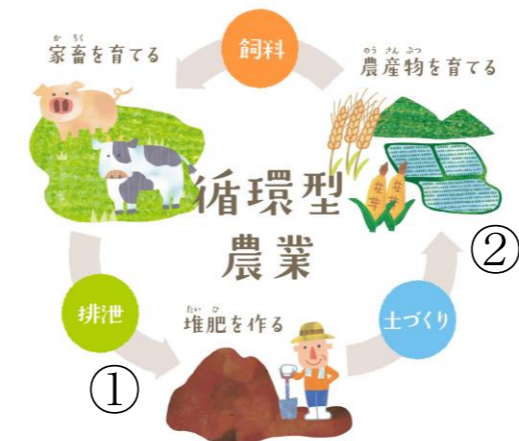 飼料
かちく
家畜を育てる
のうさんぶつ
農産物を育てる
循環型
農業
②
排泄
たいひ
堆肥を作る
土づくり
①